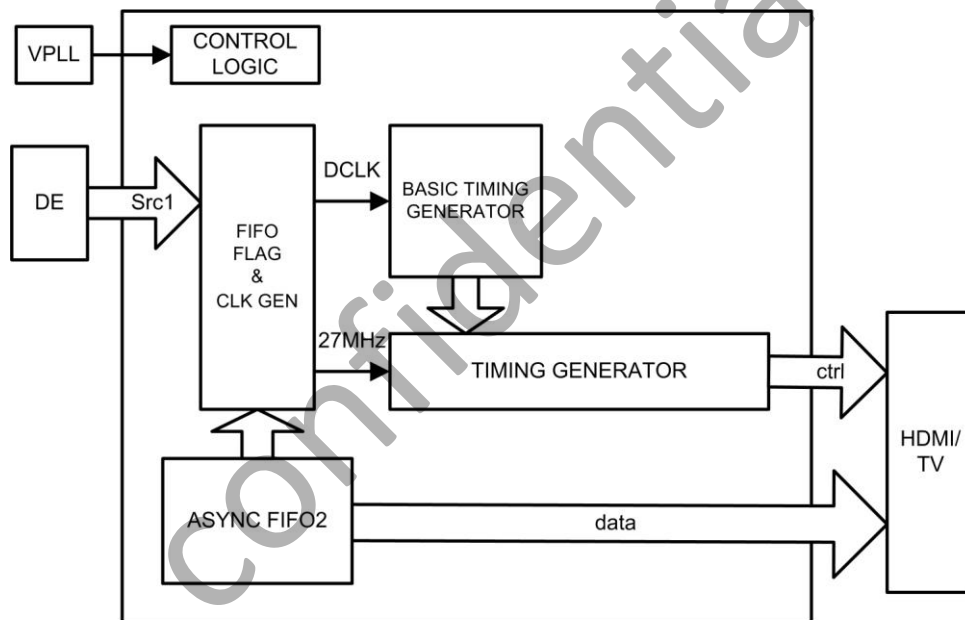 VPLL
CONTROL
LOGIC
DE
Src1
FIFO
FLAG
&
CLK GEN
DCLK
BASIC TIMING
GENERATOR
27MHz
TIMING GENERATOR
ctrl
HDMI/
TV
ASYNC FIFO2
data
confidential